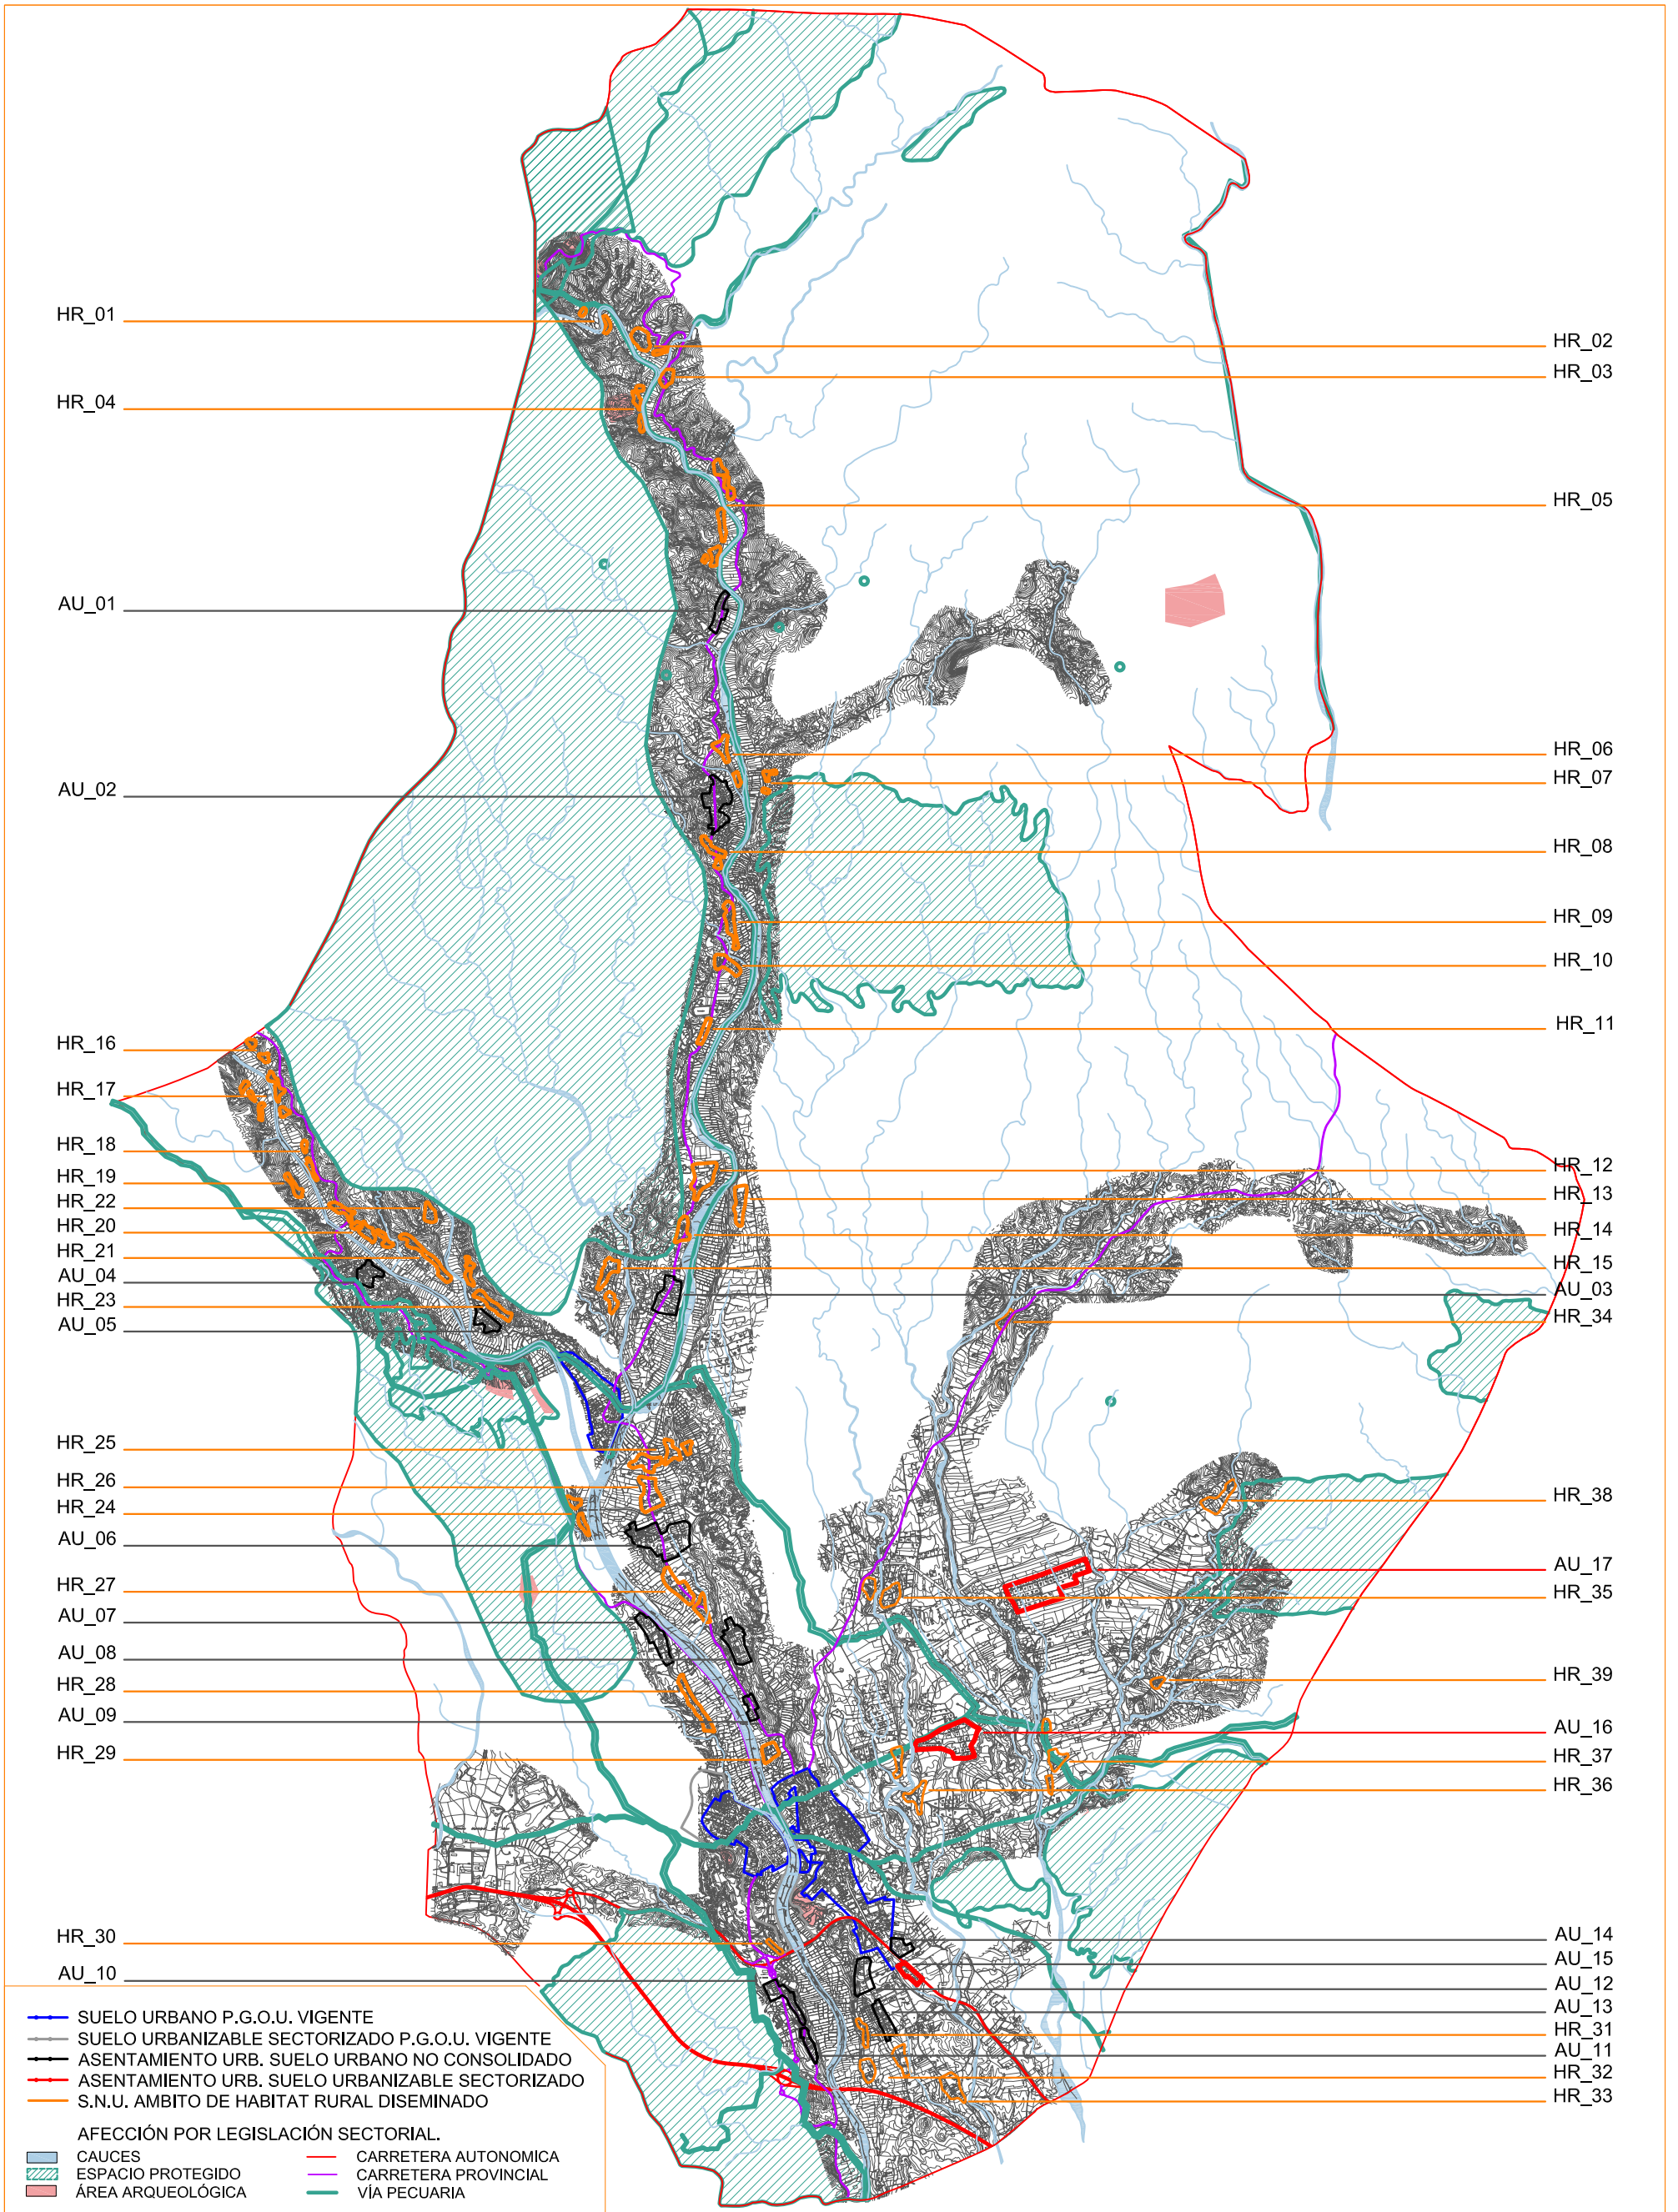 HR_01
HR_04
AU_01
AU_02
HR_16
HR_17
HR_18
HR_19
HR_22
HR_20
HR_21
AU_04
HR_23
AU_05
HR_25
HR_26
HR_24
AU_06
HR_27
AU_07
AU_08
HR_28
AU_09
HR_29
HR_30
AU_10
HR_02
HR_03
HR_05
HR_06
HR_07
HR_08
HR_09
HR_10
HR_11
HR_12
HR_13
HR_14
HR_15
AU_03
HR_34
HR_38
AU_17
HR_35
HR_39
AU_16
HR_37
HR_36
AU_14
AU_15
AU_12
AU_13
HR_31
AU_11
HR_32
HR_33
SUELO URBANO P.G.O.U. VIGENTE
SUELO URBANIZABLE SECTORIZADO P.G.O.U. VIGENTE
ASENTAMIENTO URB. SUELO URBANO NO CONSOLIDADO
ASENTAMIENTO URB. SUELO URBANIZABLE SECTORIZADO
S.N.U. AMBITO DE HABITAT RURAL DISEMINADO
AFECCIÓN POR LEGISLACIÓN SECTORIAL.
CAUCES
ESPACIO PROTEGIDO
ÁREA ARQUEOLÓGICA
CARRETERA AUTONOMÍCA
CARRETERA PROVINCIAL
VÍA PECUARIA